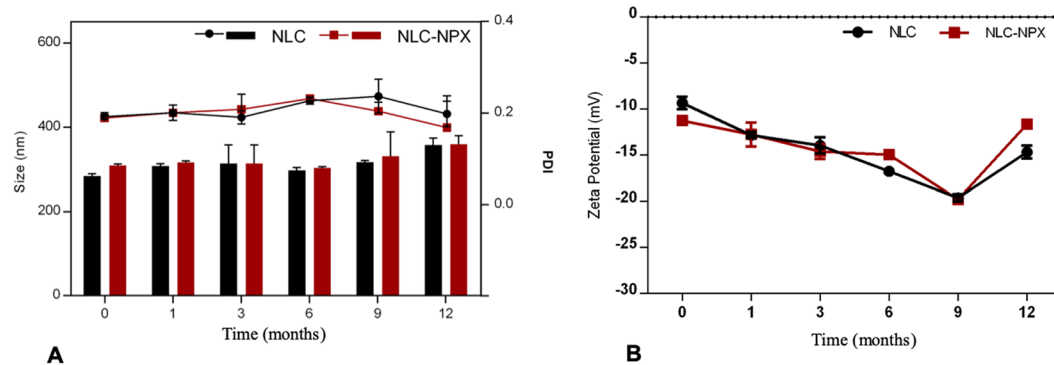 600
400
200
0
Size (nm)
NLC
NLC-NPX
0.4
0.2
0.0
PDI
0 1 3 6 9 12
Time (months)
A
0
-5
-10
-15
-20
-25
-30
Zeta Potential (mV)
NLC
NLC-NPX
0 1 3 6 9 12
Time (months)
B